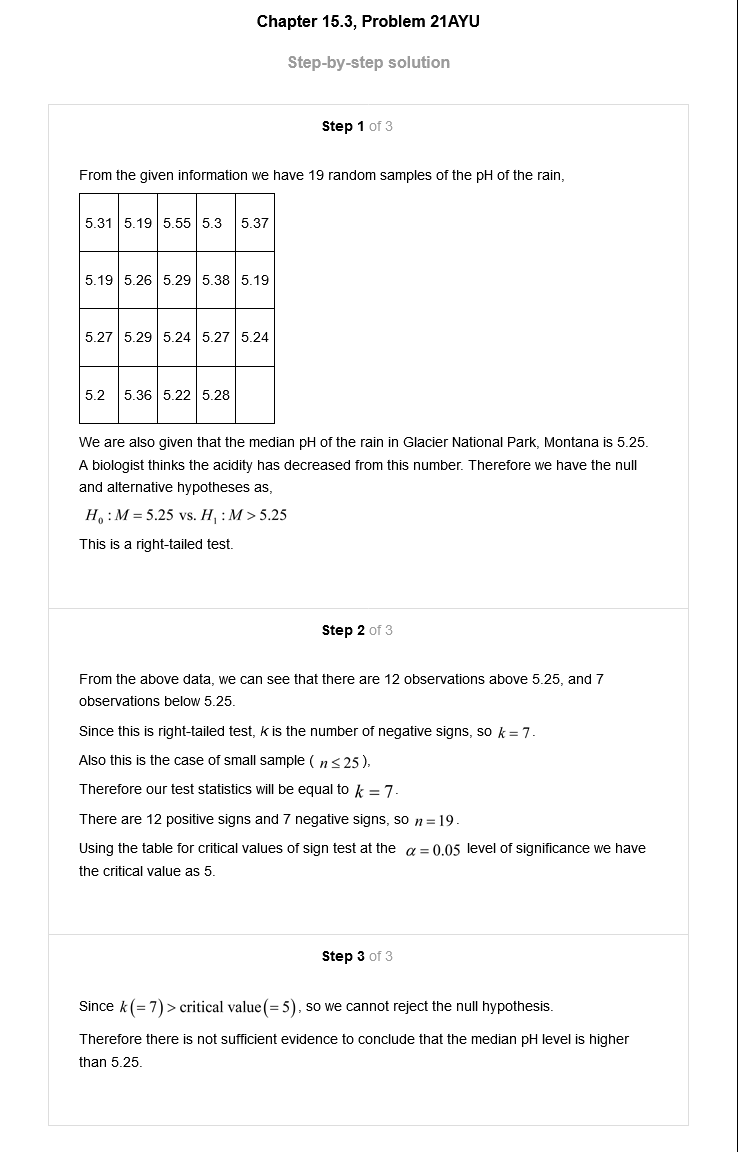 Chapter 15.3, Problem 21AYU
Step-by-step solution
Step 1 of 3
From the given information we have 19 random samples of the pH of the rain,
5.31 5.19 5.55 5.3 5.37
5.19 5.26 5.29 5.38 5.19
5.27 5.29 5.24 5.27 5.24
5.2 5.36 5.22 5.28
We are also given that the median pH of the rain in Glacier National Park, Montana is 5.25.
A biologist thinks the acidity has decreased from this number. Therefore we have the null
and alternative hypotheses as,
H₀ : M = 5.25 vs. H₁ : M > 5.25
This is a right-tailed test.
Step 2 of 3
From the above data, we can see that there are 12 observations above 5.25, and 7
observations below 5.25.
Since this is right-tailed test, k is the number of negative signs, so k = 7.
Also this is the case of small sample ( n ≤ 25 ),
Therefore our test statistics will be equal to k = 7.
There are 12 positive signs and 7 negative signs, so n = 19.
Using the table for critical values of sign test at the α = 0.05 level of significance we have
the critical value as 5.
Step 3 of 3
Since k (= 7) > critical value (= 5), so we cannot reject the null hypothesis.
Therefore there is not sufficient evidence to conclude that the median pH level is higher
than 5.25.